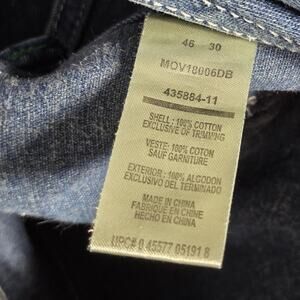 46 30
MQV18006DB
435884-11
SHELL: 100% COTTON
EXCLUSIVE OF TRIMMING
VESTE: 100% COTON
SAUF GARNITURE
EXTERIOR: 100% ALGODON
EXCLUSIVO DEL TERMINADO
MADE IN CHINA
FABRIQUE EN CHINE
HECHO EN CHINA
UPC# 0 45577 05191 8